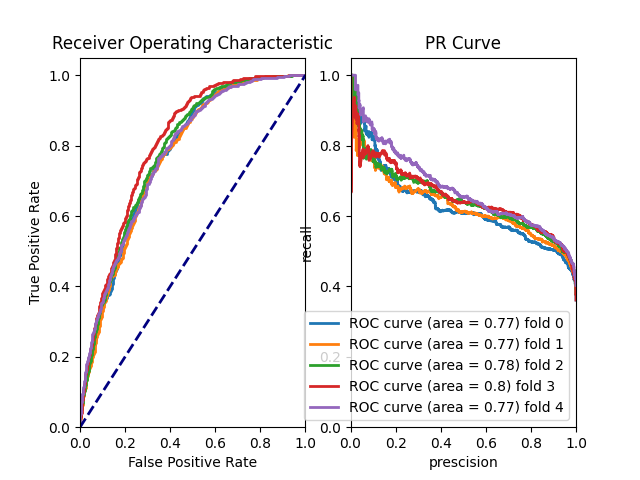 Receiver Operating Characteristic
PR Curve
True Positive Rate
1.0
0.8
0.6
0.4
0.2
0.0
0.0 0.2 0.4 0.6 0.8 1.0
False Positive Rate
recall
1.0
0.8
0.6
0.4
0.2
0.0
0.0 0.2 0.4 0.6 0.8 1.0
prescision
ROC curve (area = 0.77) fold 0
ROC curve (area = 0.77) fold 1
ROC curve (area = 0.78) fold 2
ROC curve (area = 0.8) fold 3
ROC curve (area = 0.77) fold 4